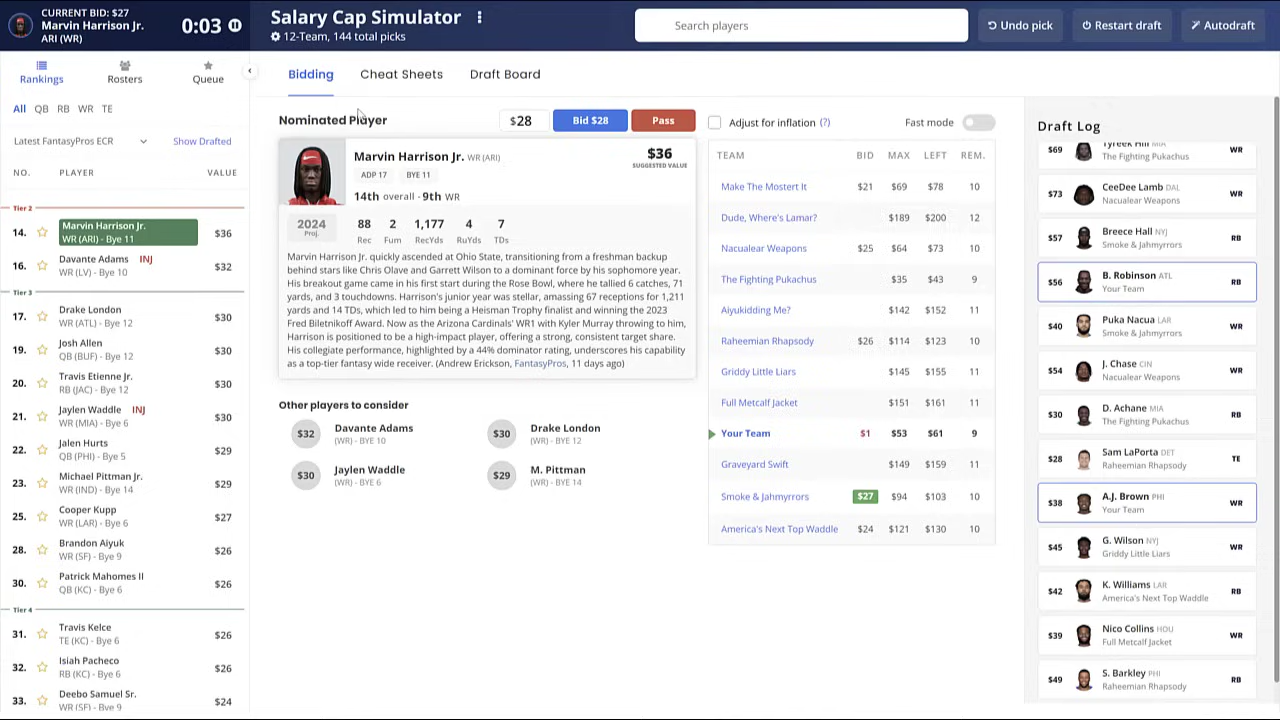 CURRENT BID: $27
Marvin Harrison Jr.
ARI (WR)
0:03
Salary Cap Simulator
12-Team, 144 total picks
Search players
Undo pick
Restart draft
Autodraft
Rankings
Rosters
Queue
All QB RB WR TE
Latest FantasyPros ECR
Show Drafted
NO. PLAYER VALUE
Tier 2
14. Marvin Harrison Jr. $36
WR (ARI) - Bye 11
16. Davante Adams INJ $32
WR (LV) - Bye 10
Tier 3
17. Drake London $30
WR (ATL) - Bye 12
19. Josh Allen $30
QB (BUF) - Bye 12
20. Travis Etienne Jr. $30
RB (JAC) - Bye 12
21. Jaylen Waddle INJ $30
WR (MIA) - Bye 6
22. Jalen Hurts $29
QB (PHI) - Bye 5
23. Michael Pittman Jr. $29
WR (IND) - Bye 14
25. Cooper Kupp $27
WR (LAR) - Bye 6
28. Brandon Aiyuk $26
WR (SF) - Bye 9
30. Patrick Mahomes II $26
QB (KC) - Bye 6
Tier 4
31. Travis Kelce $26
TE (KC) - Bye 6
32. Isiah Pacheco $26
RB (KC) - Bye 6
33. Deebo Samuel Sr. $24
WR (SF) - Bye 9
Bidding
Cheat Sheets
Draft Board
Nominated Player
$28
Bid $28
Pass
Marvin Harrison Jr. WR (ARI)
ADP 17 BYE 11
14th overall - 9th WR
$36
SUGGESTED VALUE
2024 88 2 1,177 4 7
Proj. Rec Fum RecYds RuYds TDs
Marvin Harrison Jr. quickly ascended at Ohio State, transitioning from a freshman backup
behind stars like Chris Olave and Garrett Wilson to a dominant force by his sophomore year.
His breakout game came in his first start during the Rose Bowl, where he tallied 6 catches, 71
yards, and 3 touchdowns. Harrison's junior year was stellar, amassing 67 receptions for 1,211
yards and 14 TDs, which led to him being a Heisman Trophy finalist and winning the 2023
Fred Biletnikoff Award. Now as the Arizona Cardinals' WR1 with Kyler Murray throwing to him,
Harrison is positioned to be a high-impact player, offering a strong, consistent target share.
His collegiate performance, highlighted by a 44% dominator rating, underscores his capability
as a top-tier fantasy wide receiver. (Andrew Erickson, FantasyPros, 11 days ago)
Other players to consider
$32 Davante Adams
(WR) - BYE 10
$30 Drake London
(WR) - BYE 12
$30 Jaylen Waddle
(WR) - BYE 6
$29 M. Pittman
(WR) - BYE 14
Adjust for inflation (?)
Fast mode
TEAM BID MAX LEFT REM.
Make The Mostert It $21 $69 $78 10
Dude, Where's Lamar? $189 $200 12
Nacualear Weapons $25 $64 $73 10
The Fighting Pukachus $35 $43 9
Aiyukidding Me? $142 $152 11
Raheemian Rhapsody $26 $114 $123 10
Griddy Little Liars $145 $155 11
Full Metcalf Jacket $151 $161 11
Your Team $1 $53 $61 9
Graveyard Swift $149 $159 11
Smoke & Jahmyrrors $27 $94 $103 10
America's Next Top Waddle $24 $121 $130 10
Draft Log
$69 Tyreek Hill MIA WR
The Fighting Pukachus
$73 CeeDee Lamb DAL WR
Nacualear Weapons
$57 Breece Hall NYJ RB
Smoke & Jahmyrrors
$56 B. Robinson ATL RB
Your Team
$40 Puka Nacua LAR WR
Smoke & Jahmyrrors
$54 J. Chase CIN WR
Nacualear Weapons
$30 D. Achane MIA RB
The Fighting Pukachus
$28 Sam LaPorta DET TE
Raheemian Rhapsody
$38 A.J. Brown PHI WR
Your Team
$45 G. Wilson NYJ WR
Griddy Little Liars
$42 K. Williams LAR RB
America's Next Top Waddle
$39 Nico Collins HOU WR
Full Metcalf Jacket
$49 S. Barkley PHI RB
Raheemian Rhapsody